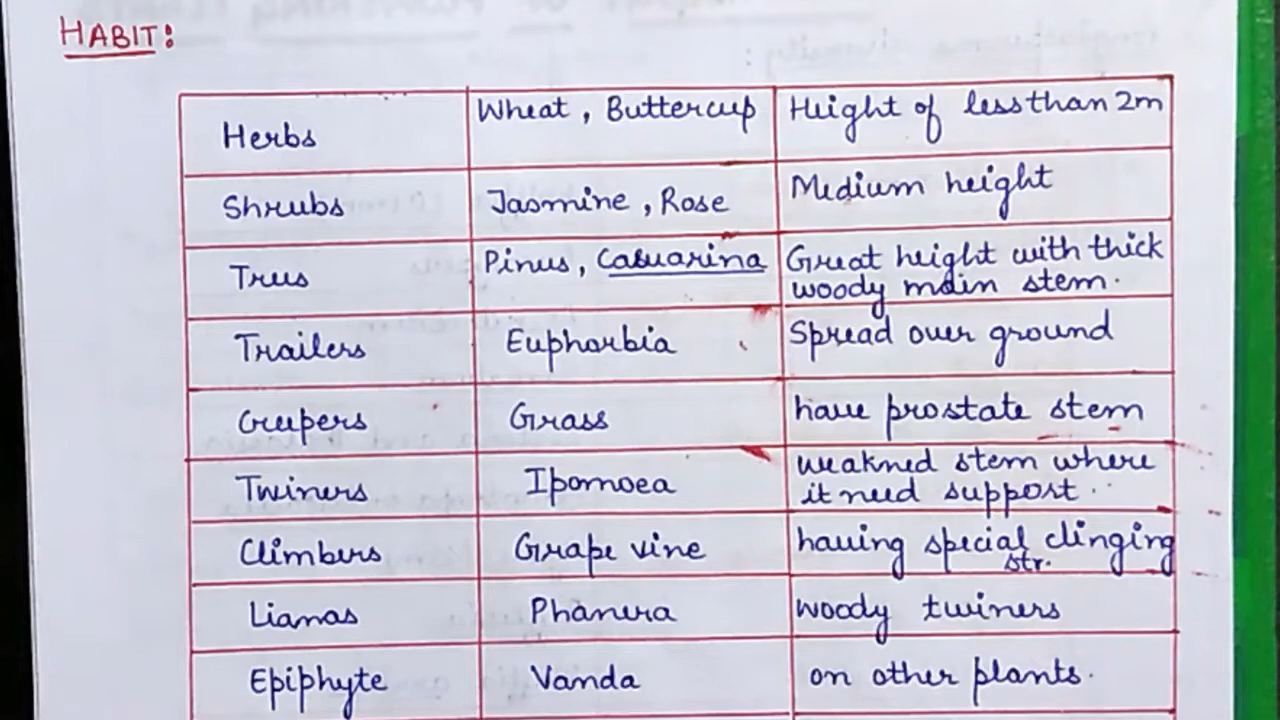 HABIT:
Herbs Wheat, Buttercup Height of less than 2m
Shrubs Jasmine, Rose Medium height
Trees Pinus, Casuarina Great height with thick
woody main stem.
Trailers Euphorbia Spread over ground
Creepers Grass have prostate stem
Twiners Ipomoea weakned stem where
it need support.
Climbers Grape vine having special clinging
str.
Lianas Phanera woody twiners
Epiphyte Vanda on other plants.